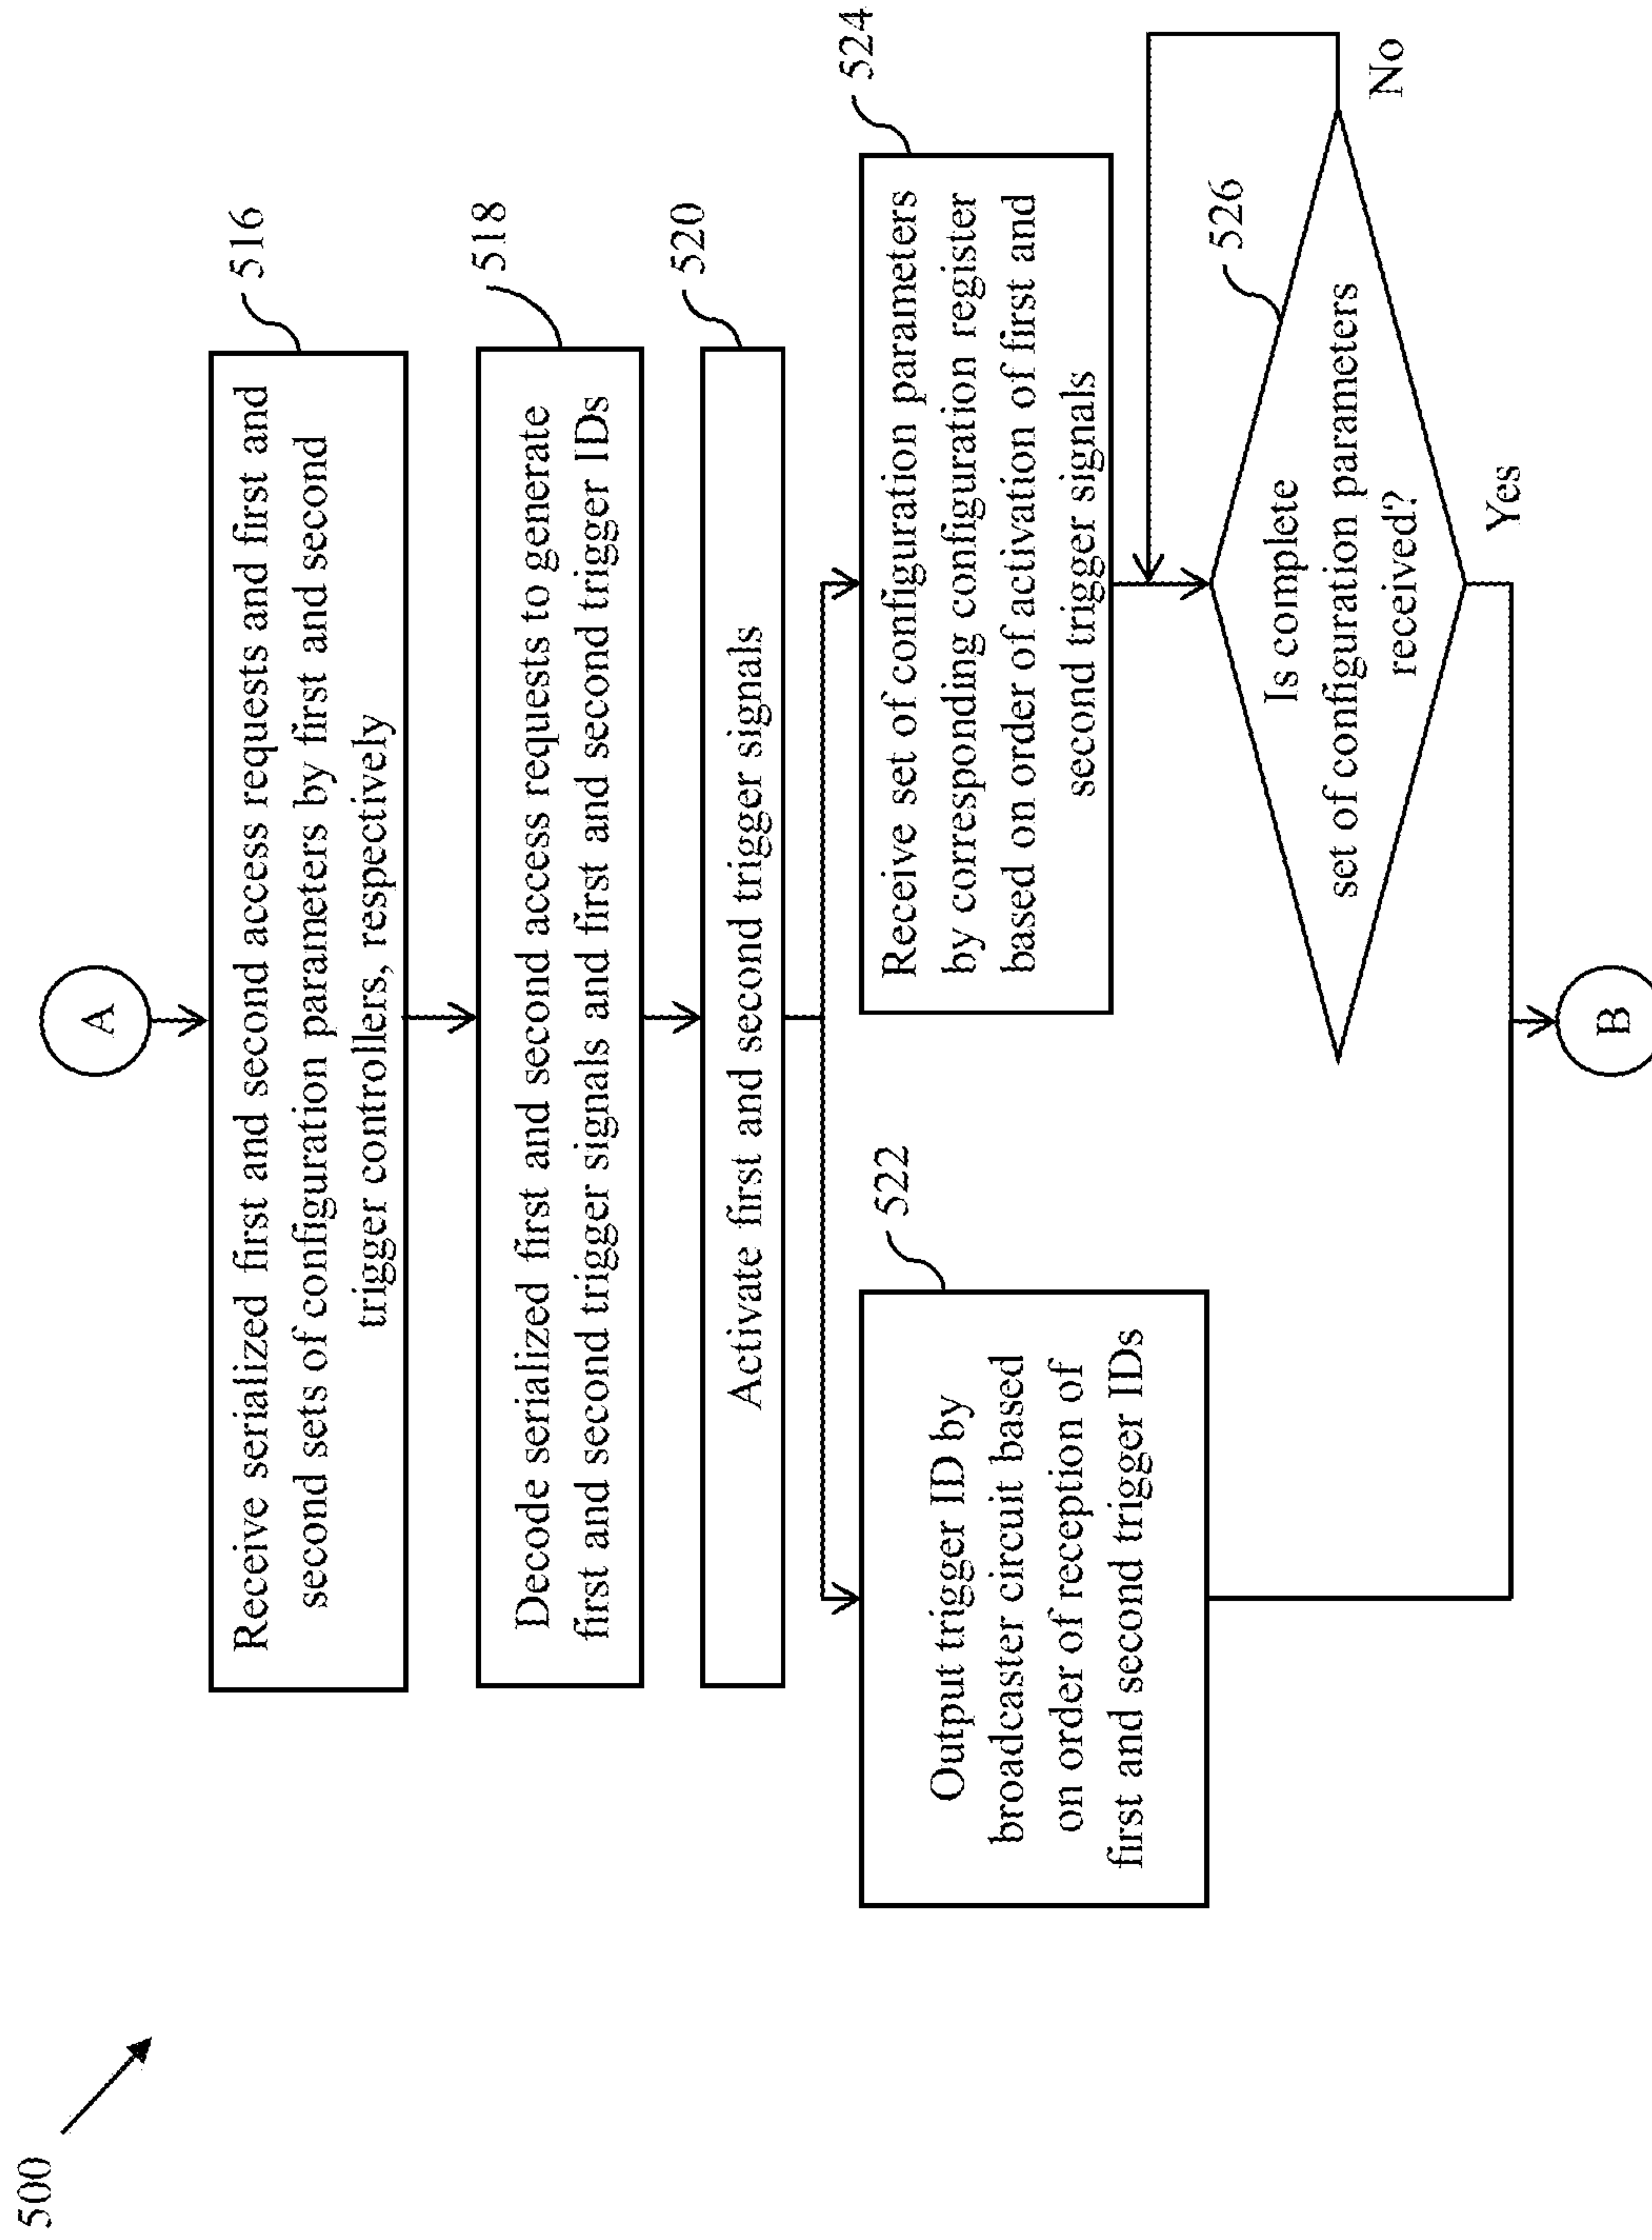 500
A
516
Receive serialized first and second access requests and first and
second sets of configuration parameters by first and second
trigger controllers, respectively
518
Decode serialized first and second access requests to generate
first and second trigger signals and first and second trigger IDs
520
Activate first and second trigger signals
522
Output trigger ID by
broadcaster circuit based
on order of reception of
first and second trigger IDs
524
Receive set of configuration parameters
by corresponding configuration register
based on order of activation of first and
second trigger signals
526
Is complete
set of configuration parameters
received?
No
Yes
B